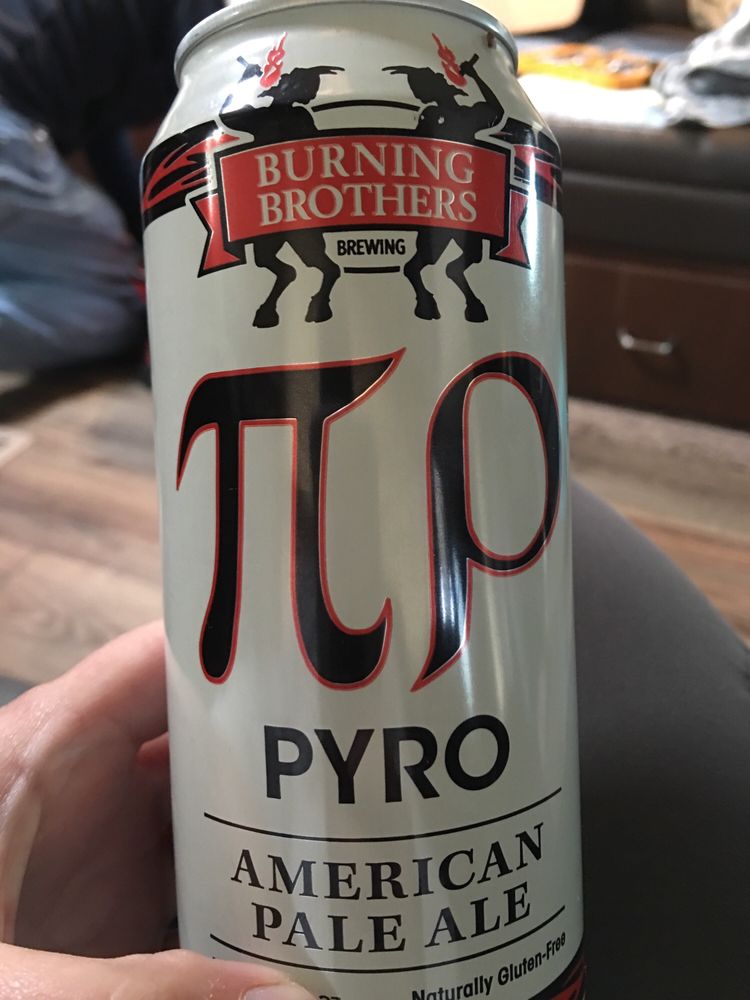 BURNING
BROTHERS
BREWING
πρ
PYRO
AMERICAN
PALE ALE
Naturally Gluten-Free